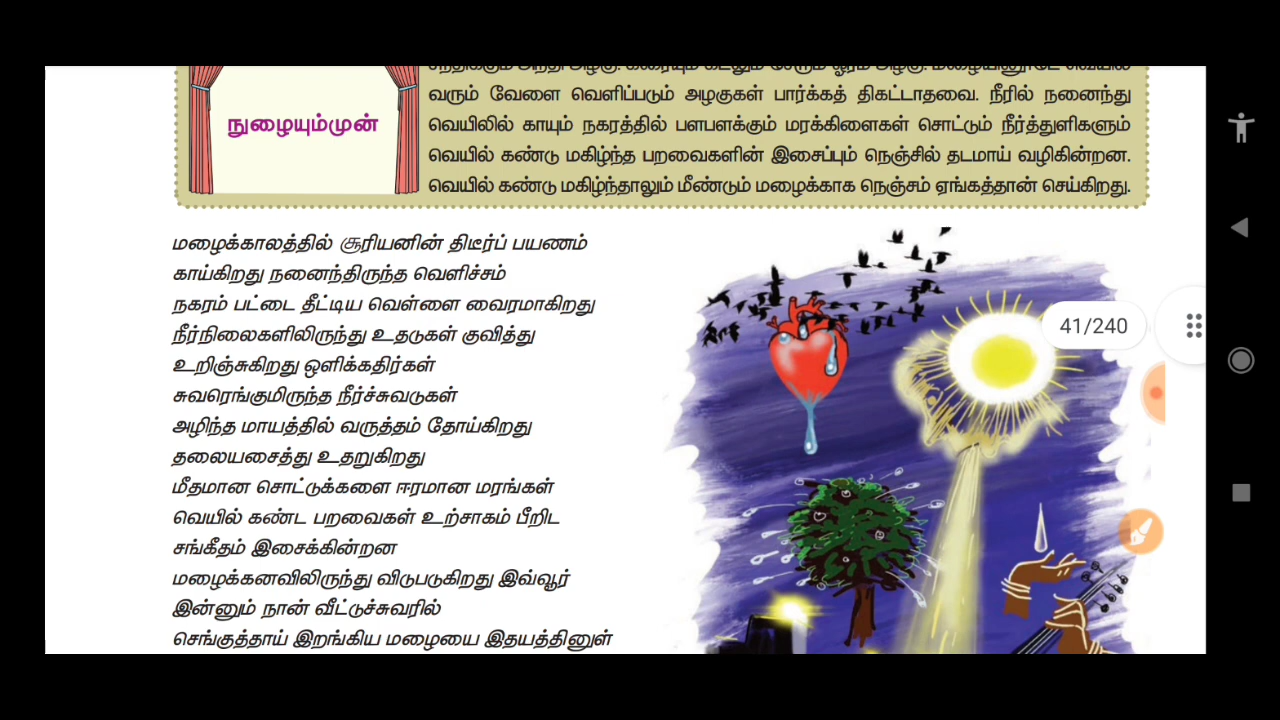 நுழையும்முன்
வரும் வேளை வெளிப்படும் அழகுகள் பார்க்கத் திகட்டாதவை. நீரில் நனைந்து
வெயிலில் காயும் நகரத்தில் பளபளக்கும் மரக்கிளைகள் சொட்டும் நீர்த்துளிகளும்
வெயில் கண்டு மகிழ்ந்த பறவைகளின் இசைப்பும் நெஞ்சில் தடமாய் வழிகின்றன.
வெயில் கண்டு மகிழ்ந்தாலும் மீண்டும் மழைக்காக நெஞ்சம் ஏங்கத்தான் செய்கிறது.
மழைக்காலத்தில் சூரியனின் திடீர்ப் பயணம்
காய்கிறது நனைந்திருந்த வெளிச்சம்
நகரம் பட்டை தீட்டிய வெள்ளை வைரமாகிறது
நீர்நிலைகளிலிருந்து உதடுகள் குவித்து
உறிஞ்சுகிறது ஒளிக்கதிர்கள்
சுவரெங்குமிருந்த நீர்ச்சுவடுகள்
அழிந்த மாயத்தில் வருத்தம் தோய்கிறது
தலையசைத்து உதறுகிறது
மீதமான சொட்டுக்களை ஈரமான மரங்கள்
வெயில் கண்ட பறவைகள் உற்சாகம் பீறிட
சங்கீதம் இசைக்கின்றன
மழைக்கனவிலிருந்து விடுபடுகிறது இவ்வூர்
இன்னும் நான் வீட்டுச்சுவரில்
செங்குத்தாய் இறங்கிய மழையை இதயத்தினுள்
41/240